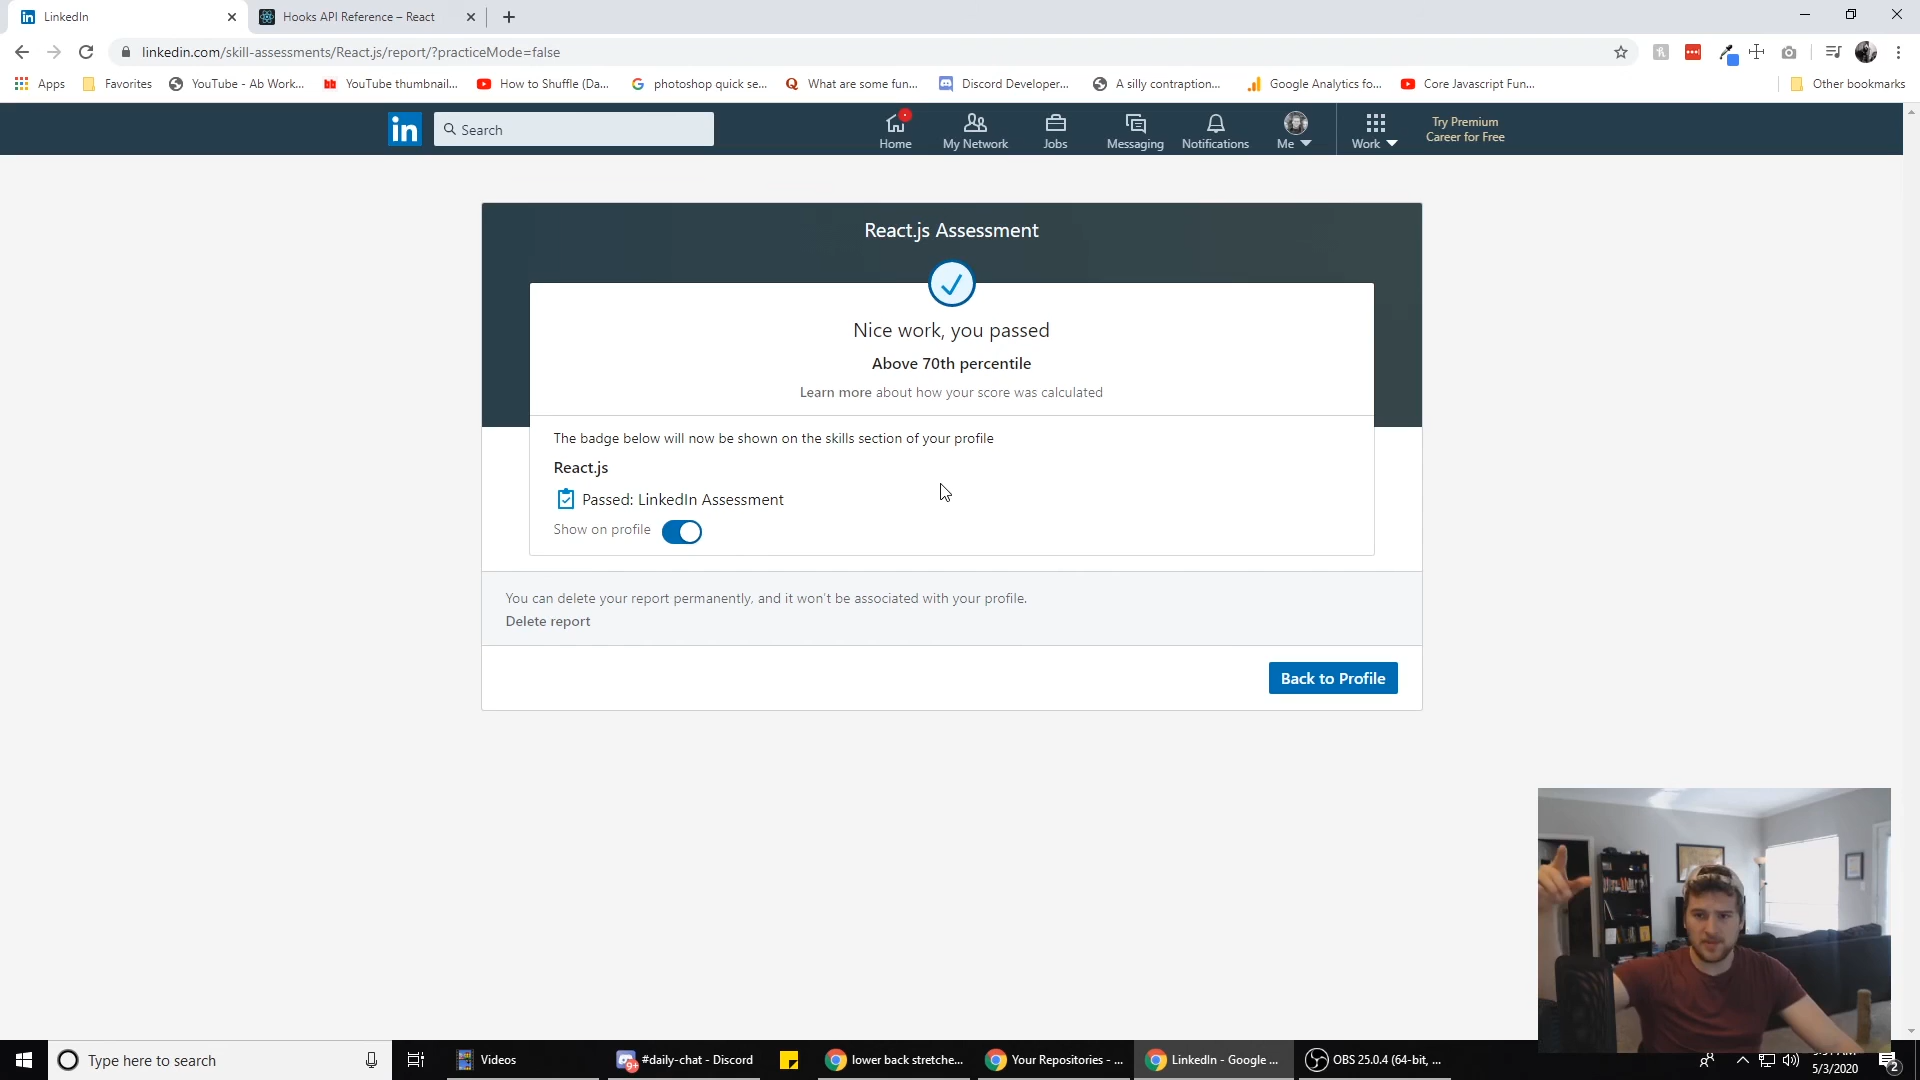 LinkedIn
Hooks API Reference – React
linkedin.com/skill-assessments/React.js/report/?practiceMode=false
Apps
Favorites
YouTube - Ab Work...
YouTube thumbnail...
How to Shuffle (Da...
photoshop quick se...
What are some fun...
Discord Developer...
A silly contraption...
Google Analytics fo...
Core Javascript Fun...
Other bookmarks
in
Search
Home
My Network
Jobs
Messaging
Notifications
Me
Work
Try Premium
Career for Free
React.js Assessment
Nice work, you passed
Above 70th percentile
Learn more about how your score was calculated
The badge below will now be shown on the skills section of your profile
React.js
Passed: LinkedIn Assessment
Show on profile
You can delete your report permanently, and it won't be associated with your profile.
Delete report
Back to Profile
Type here to search
Videos
9+
#daily-chat - Discord
lower back stretche...
Your Repositories - ...
LinkedIn - Google ...
OBS 25.0.4 (64-bit, ...
5/3/2020
2